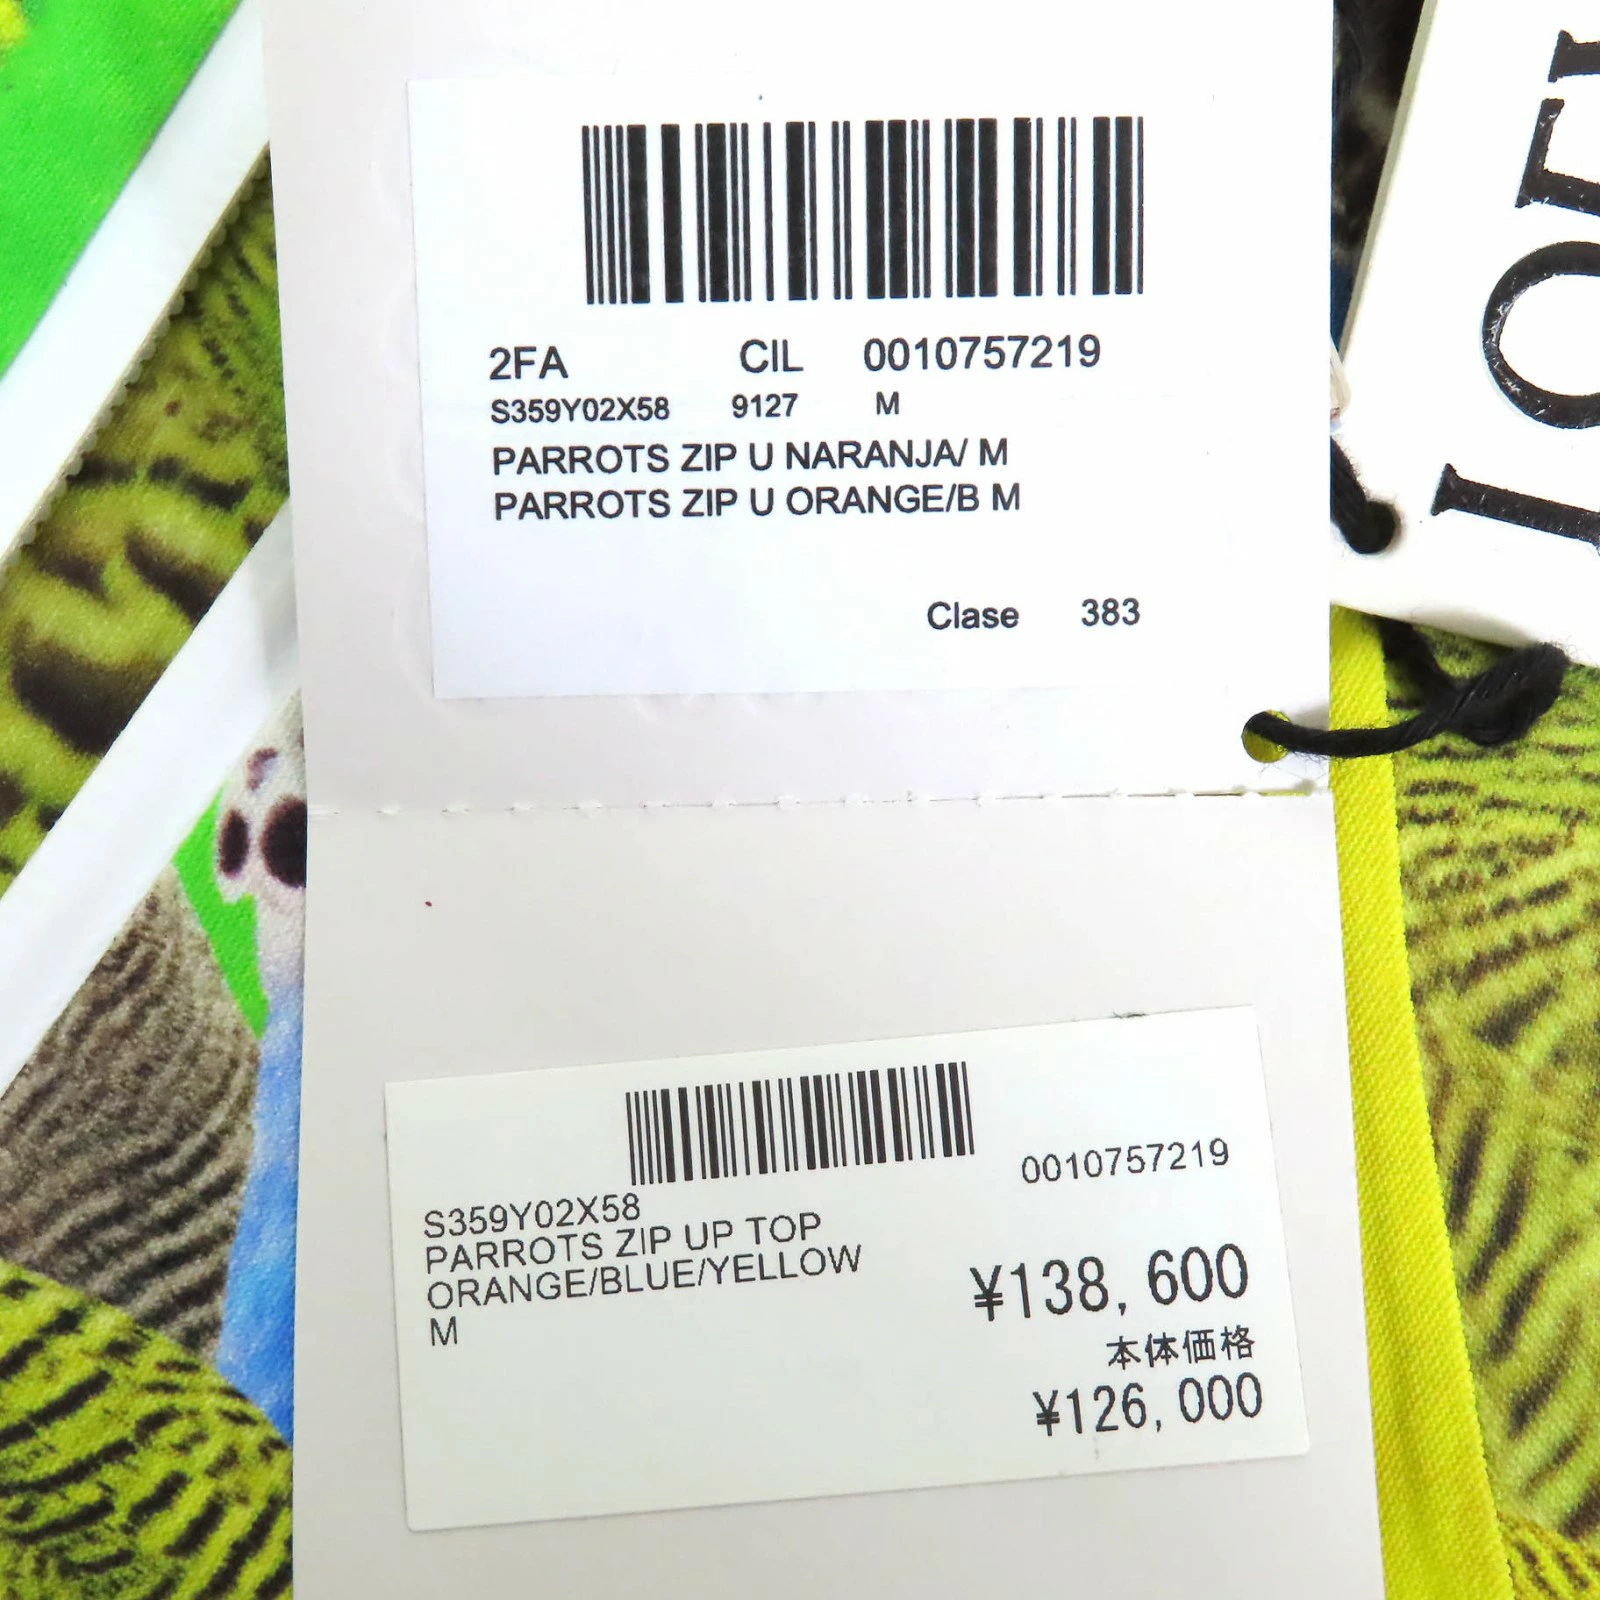 2FA CIL 0010757219
S359Y02X58 9127 M
PARROTS ZIP U NARANJA/ M
PARROTS ZIP U ORANGE/B M
Clase 383
0010757219
S359Y02X58
PARROTS ZIP UP TOP
ORANGE/BLUE/YELLOW
M
¥138,600
本体価格
¥126,000